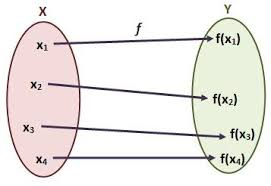 X
Y
f
x₁
f(x₁)
x₂
f(x₂)
x₃
f(x₃)
x₄
f(x₄)